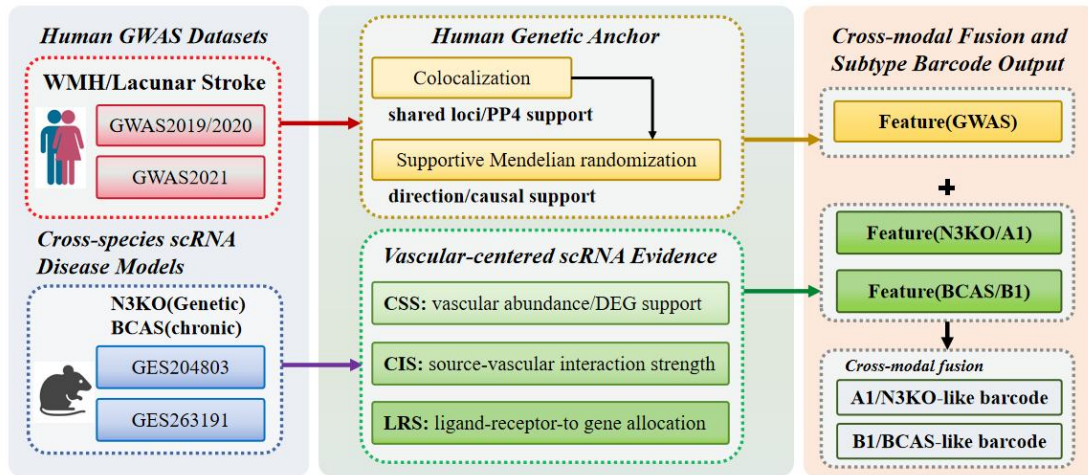 Human GWAS Datasets
WMH/Lacunar Stroke
GWAS2019/2020
GWAS2021
Cross-species scRNA
Disease Models
N3KO(Genetic)
BCAS(chronic)
GES204803
GES263191
Human Genetic Anchor
Colocalization
shared loci/PP4 support
Supportive Mendelian randomization
direction/causal support
Vascular-centered scRNA Evidence
CSS: vascular abundance/DEG support
CIS: source-vascular interaction strength
LRS: ligand-receptor-to gene allocation
Cross-modal Fusion and
Subtype Barcode Output
Feature(GWAS)
+
Feature(N3KO/A1)
Feature(BCAS/B1)
Cross-modal fusion
A1/N3KO-like barcode
B1/BCAS-like barcode